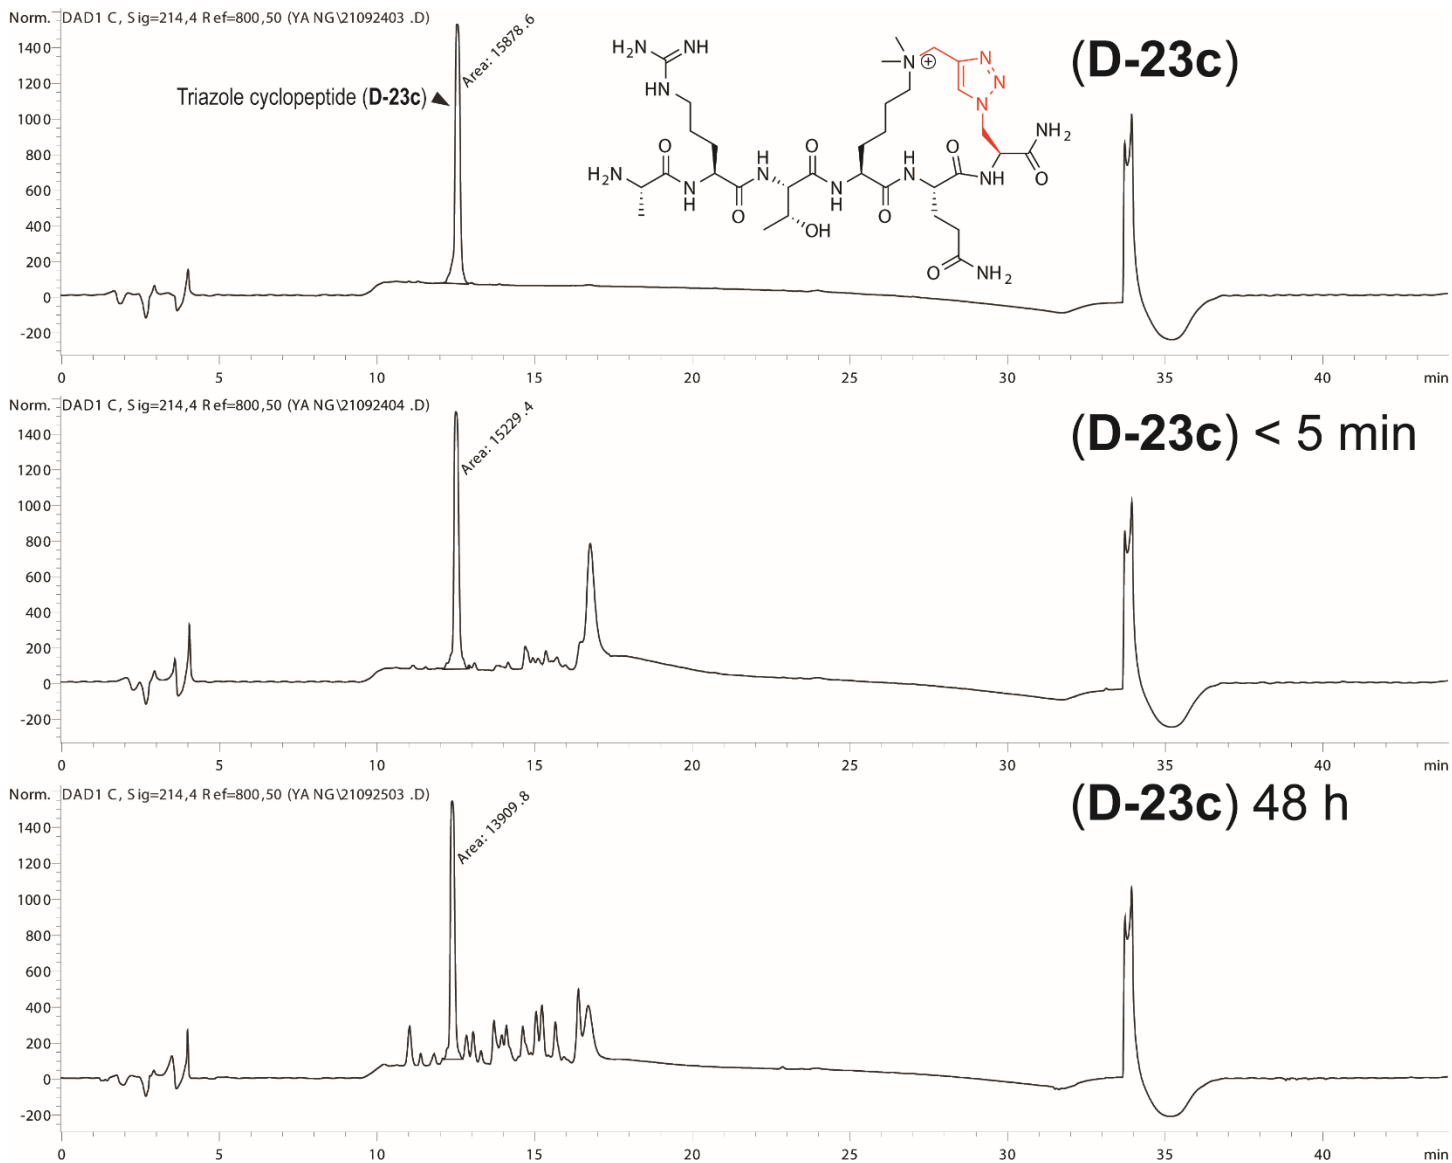 Norm. DAD1 C, Sig=214,4 Ref=800,50 (YANG\21092403.D)
(D-23c)
Area: 15878.6
Triazole cyclopeptide (D-23c)
H2N NH
HN
N ⊕
N
N
N
O H O H O NH2
H2N N N N N NH O
H O H O
OH
O NH2
1400
1200
1000
800
600
400
200
0
-200
0 5 10 15 20 25 30 35 40 min
Norm. DAD1 C, Sig=214,4 Ref=800,50 (YANG\21092404.D)
(D-23c) < 5 min
Area: 15229.4
1400
1200
1000
800
600
400
200
0
-200
0 5 10 15 20 25 30 35 40 min
Norm. DAD1 C, Sig=214,4 Ref=800,50 (YANG\21092503.D)
(D-23c) 48 h
Area: 13909.8
1400
1200
1000
800
600
400
200
0
-200
0 5 10 15 20 25 30 35 40 min